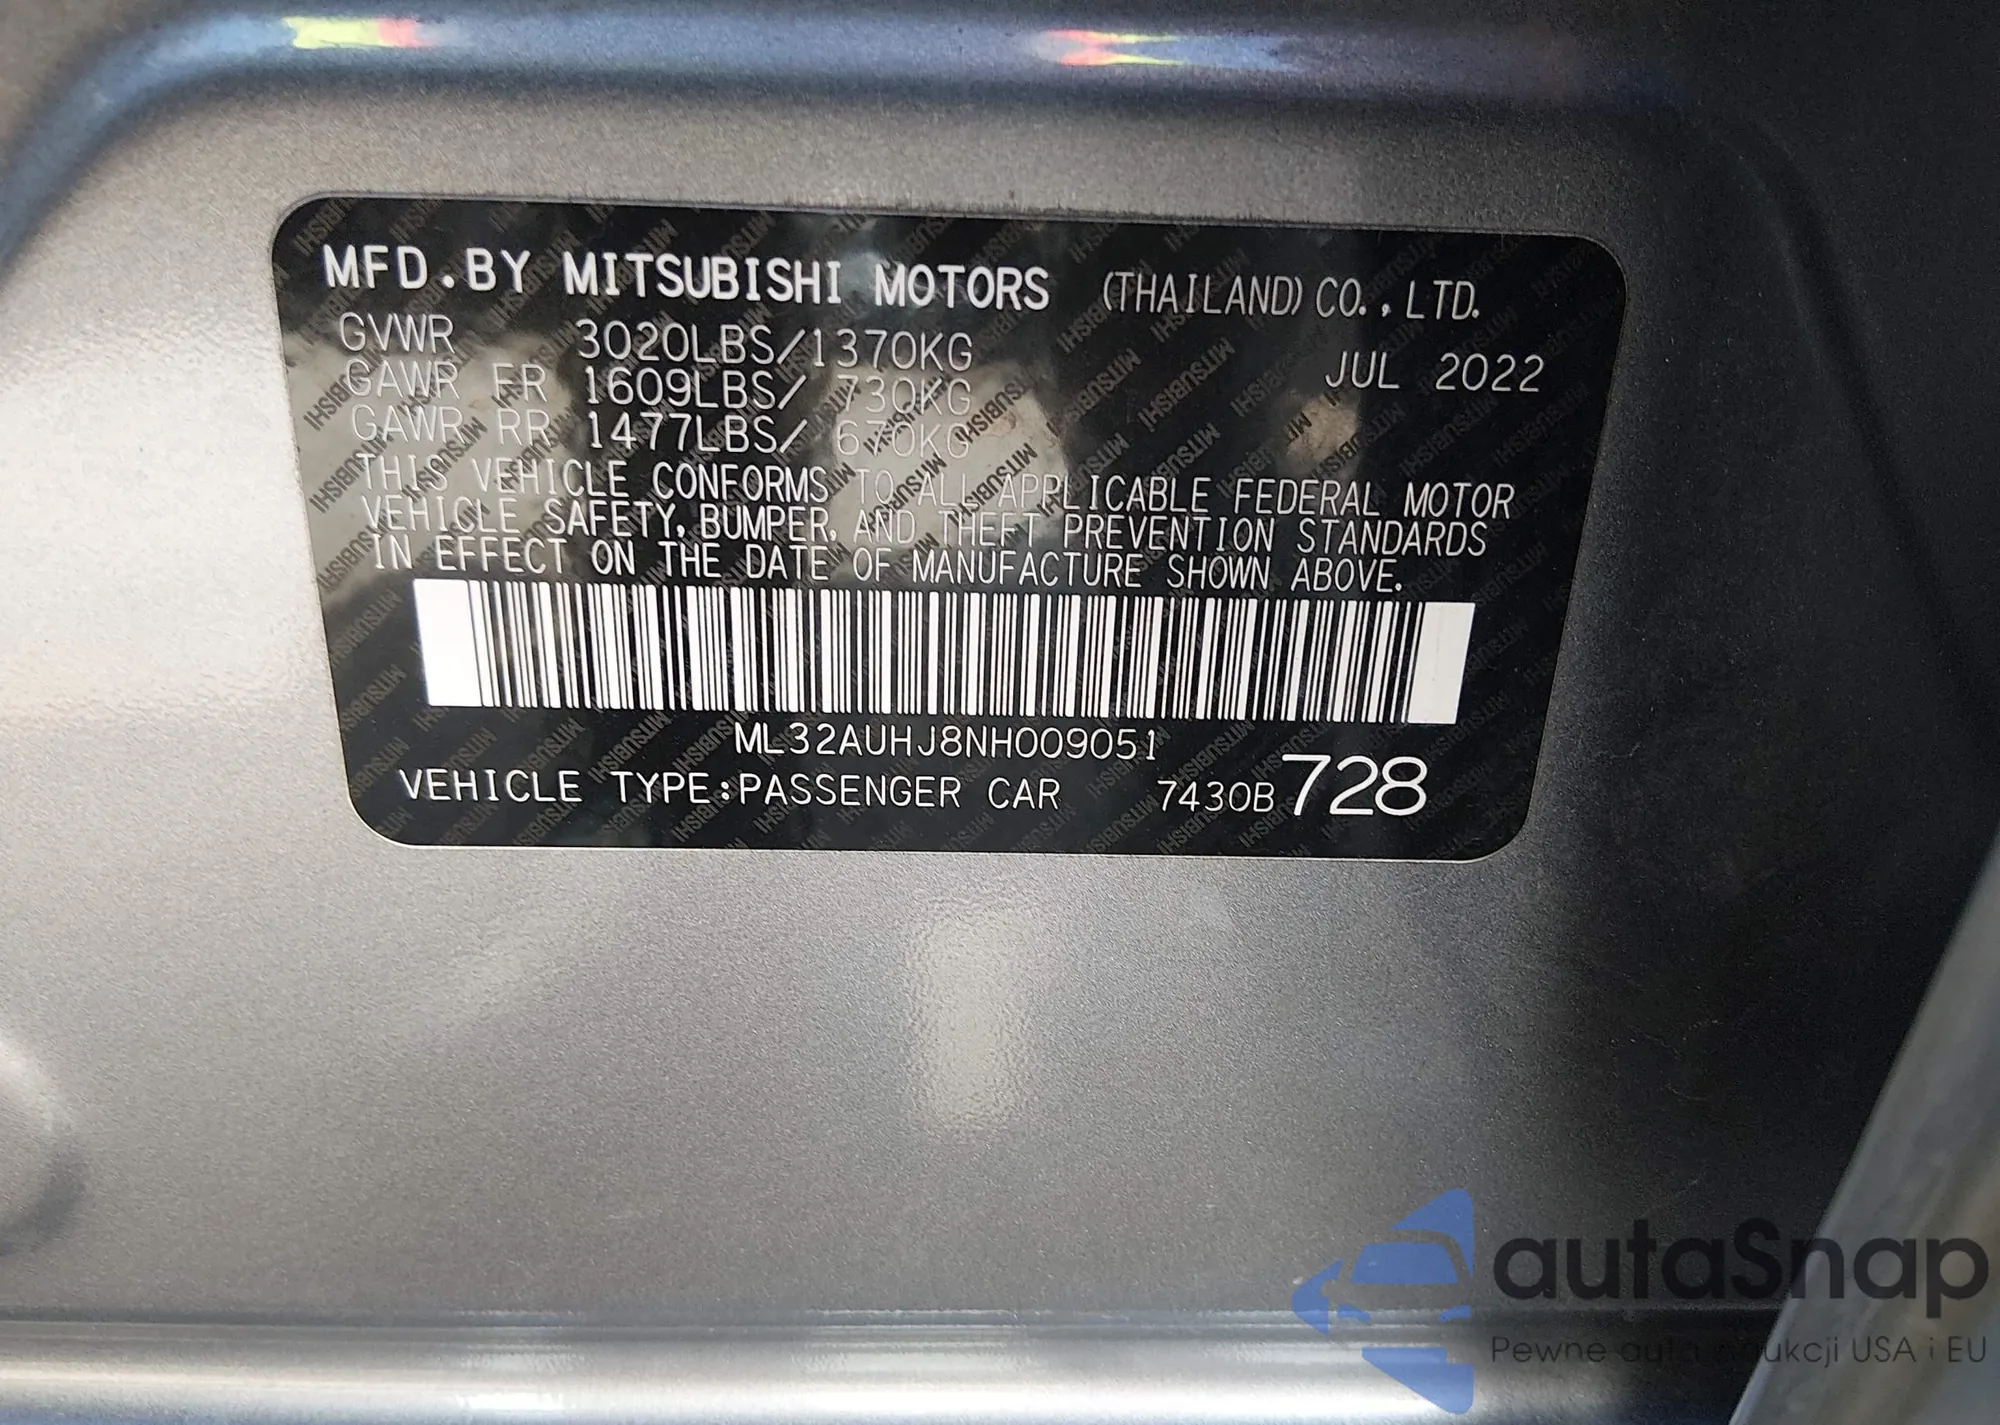 MFD.BY MITSUBISHI MOTORS (THAILAND) CO.,LTD.
GVWR 3020LBS/1370KG
JUL 2022
GAWR FR 1609LBS/ 730KG
GAWR RR 1477LBS/ 670KG
THIS VEHICLE CONFORMS TO ALL APPLICABLE FEDERAL MOTOR
VEHICLE SAFETY, BUMPER, AND THEFT PREVENTION STANDARDS
IN EFFECT ON THE DATE OF MANUFACTURE SHOWN ABOVE.
ML32AUHJ8NH009051
VEHICLE TYPE:PASSENGER CAR 7430B 728
autaSnap
Pewne auta z aukcji USA i EU